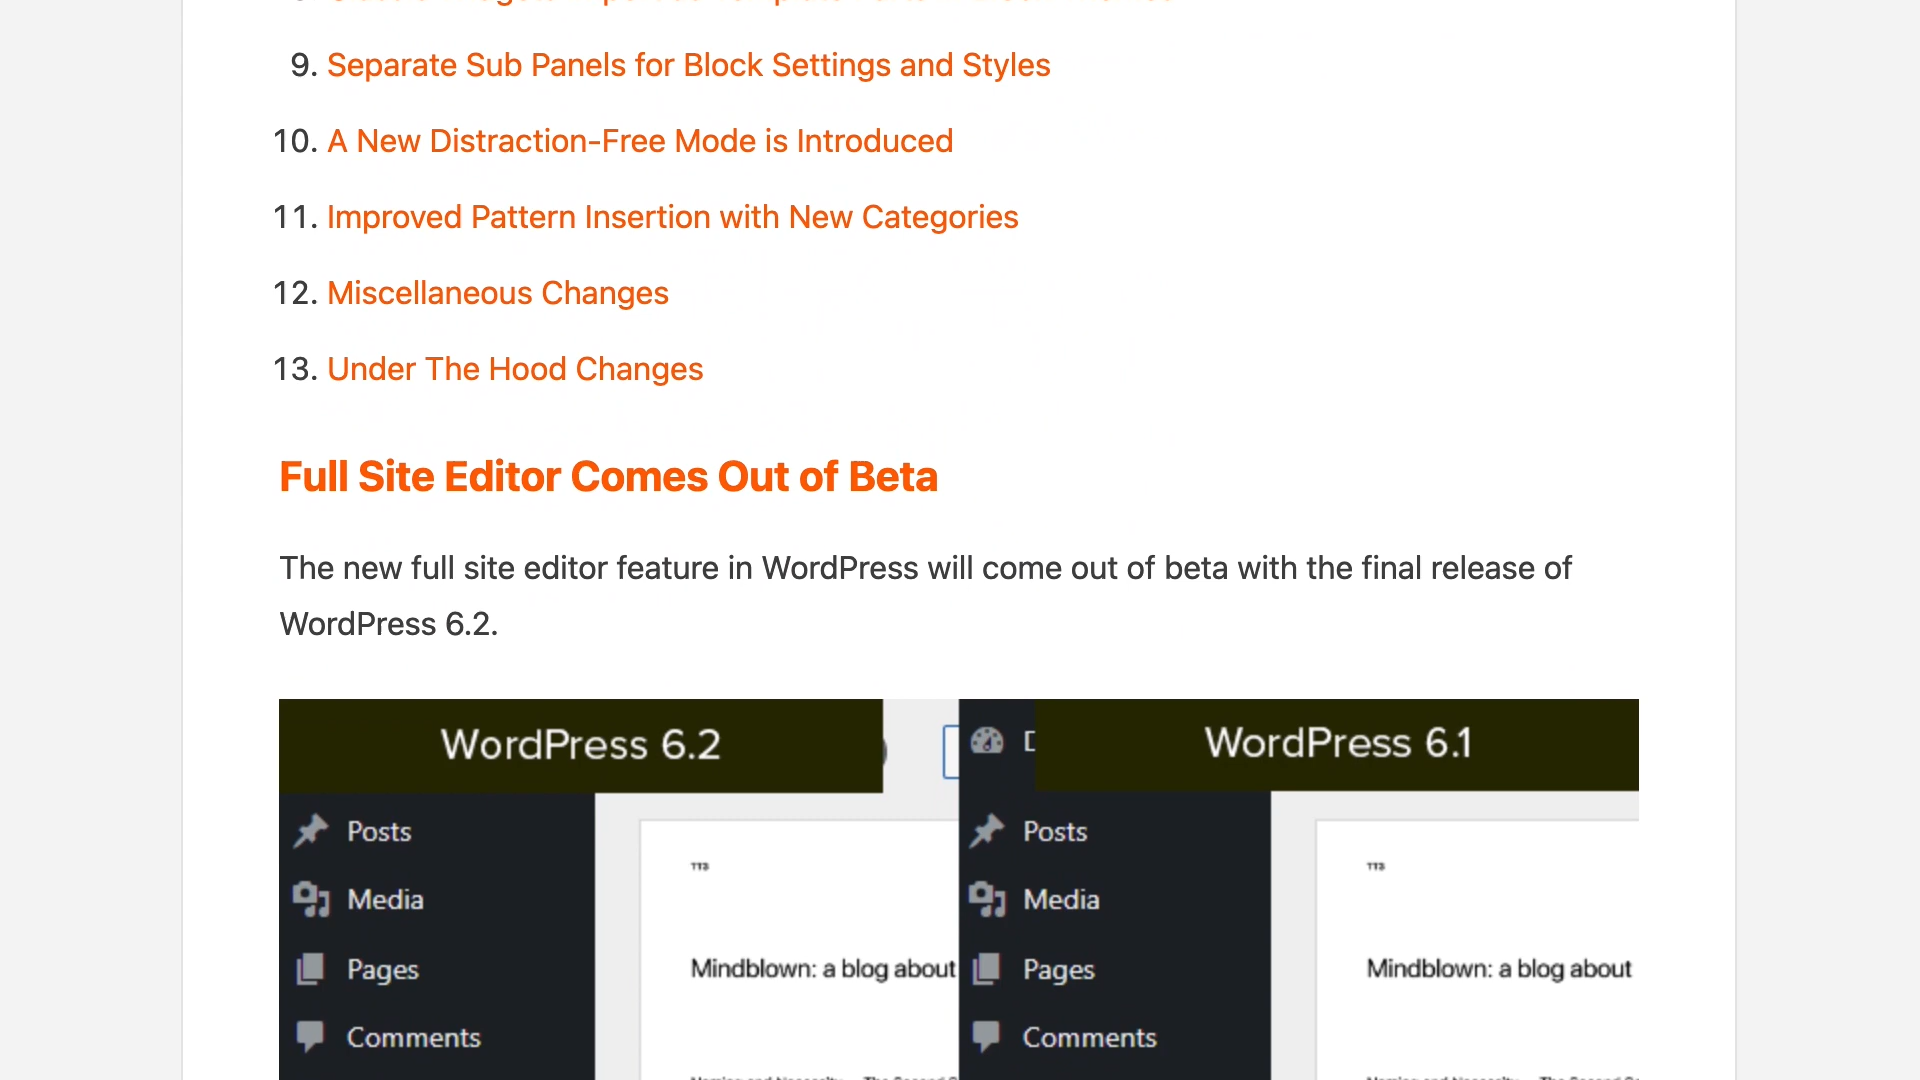 9. Separate Sub Panels for Block Settings and Styles
10. A New Distraction-Free Mode is Introduced
11. Improved Pattern Insertion with New Categories
12. Miscellaneous Changes
13. Under The Hood Changes
Full Site Editor Comes Out of Beta
The new full site editor feature in WordPress will come out of beta with the final release of
WordPress 6.2.
WordPress 6.2
Posts
Media
Pages
Comments
TT3
Mindblown: a blog about
WordPress 6.1
Posts
Media
Pages
Comments
TT3
Mindblown: a blog about